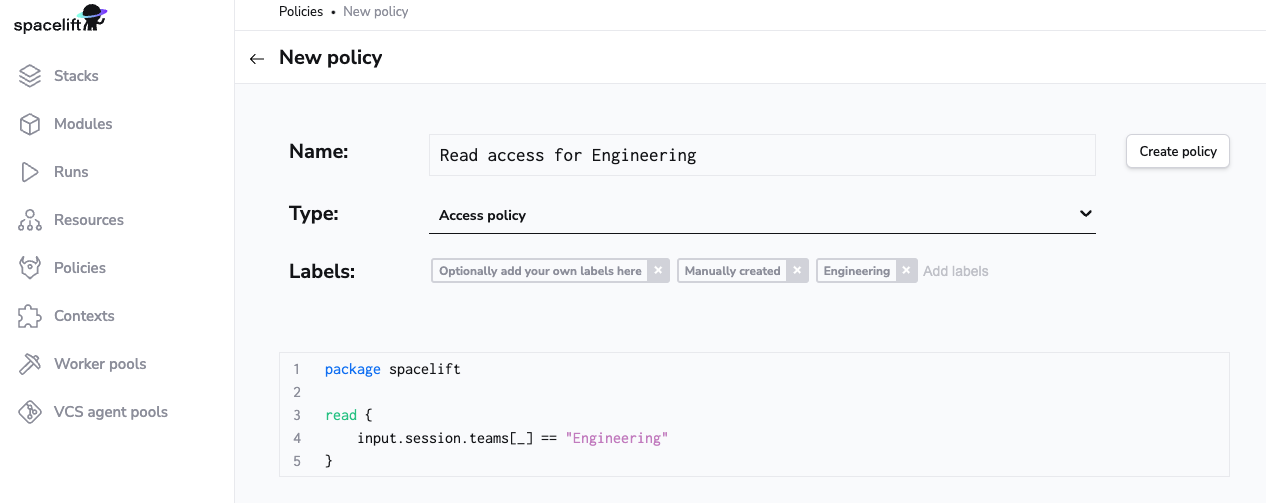 spacelift
Stacks
Modules
Runs
Resources
Policies
Contexts
Worker pools
VCS agent pools
Policies • New policy
← New policy
Name: Read access for Engineering Create policy
Type: Access policy
Labels: Optionally add your own labels here × Manually created × Engineering × Add labels
1 package spacelift
2
3 read {
4     input.session.teams[_] == "Engineering"
5 }